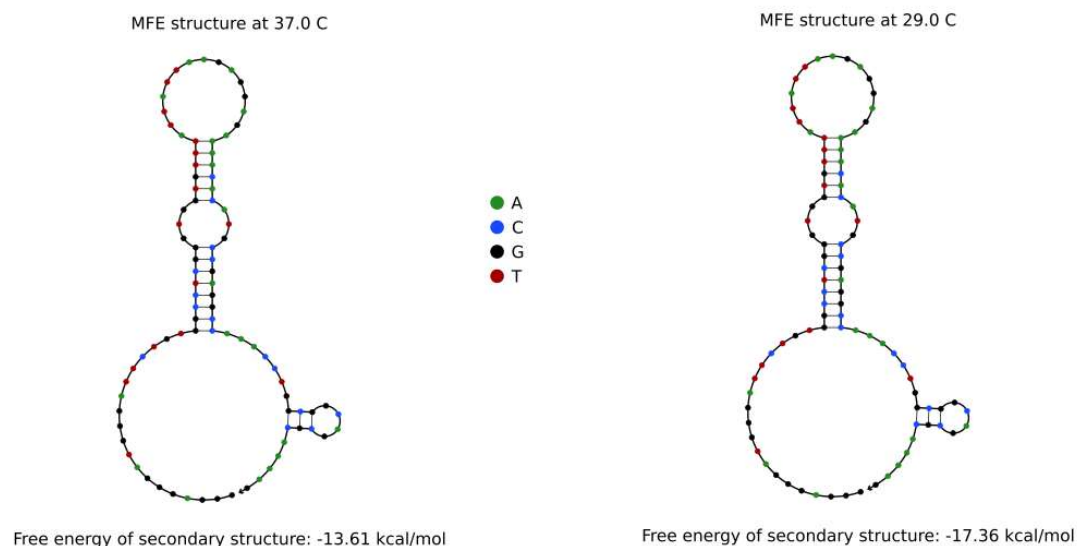 MFE structure at 37.0 C
MFE structure at 29.0 C
A
C
G
T
Free energy of secondary structure: -13.61 kcal/mol
Free energy of secondary structure: -17.36 kcal/mol